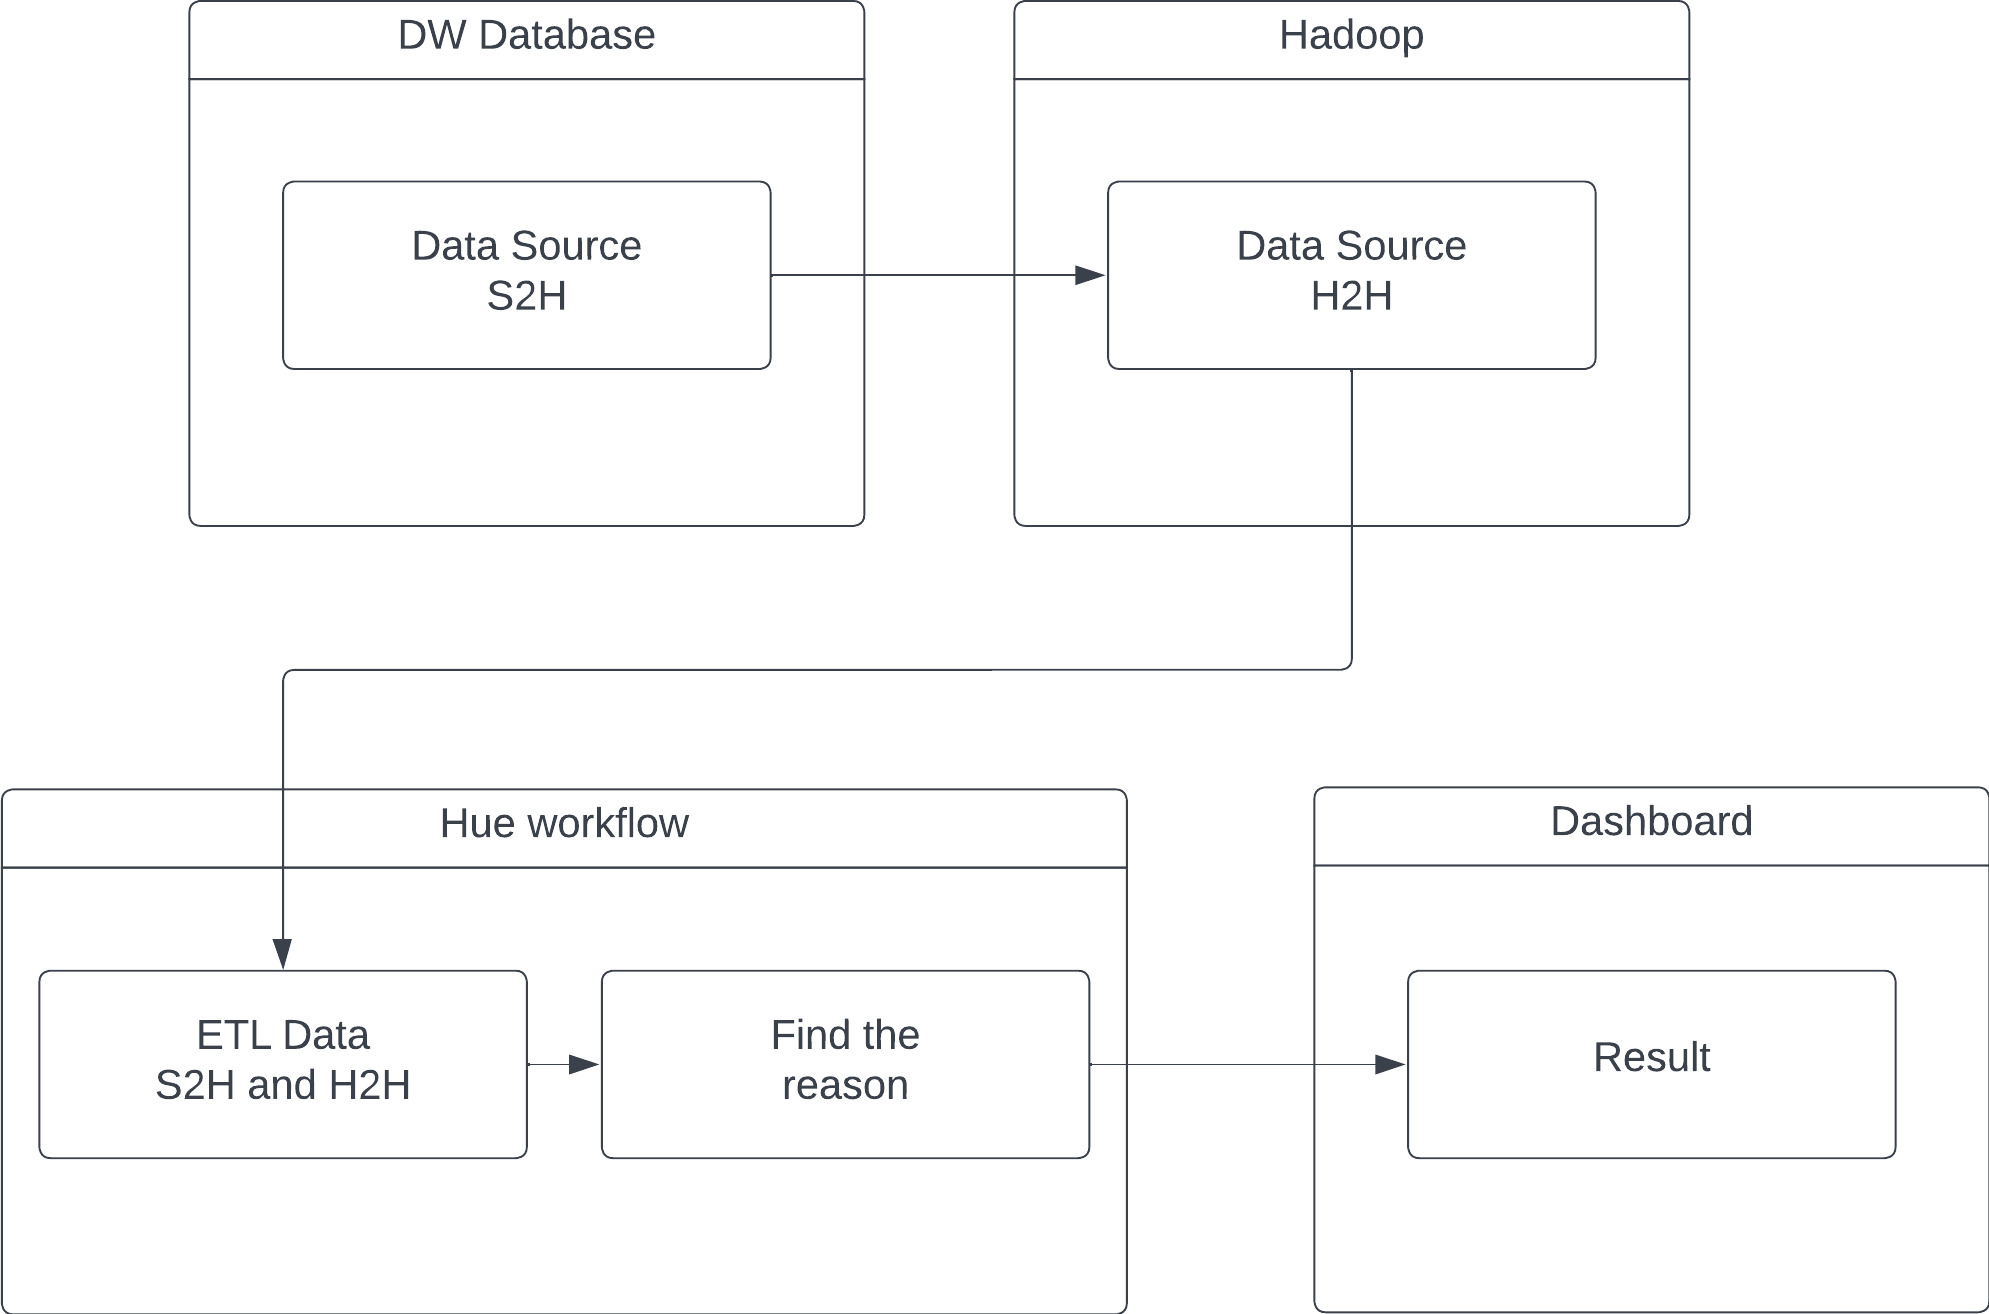 DW Database
Hadoop
Data Source
S2H
Data Source
H2H
Hue workflow
Dashboard
ETL Data
S2H and H2H
Find the
reason
Result